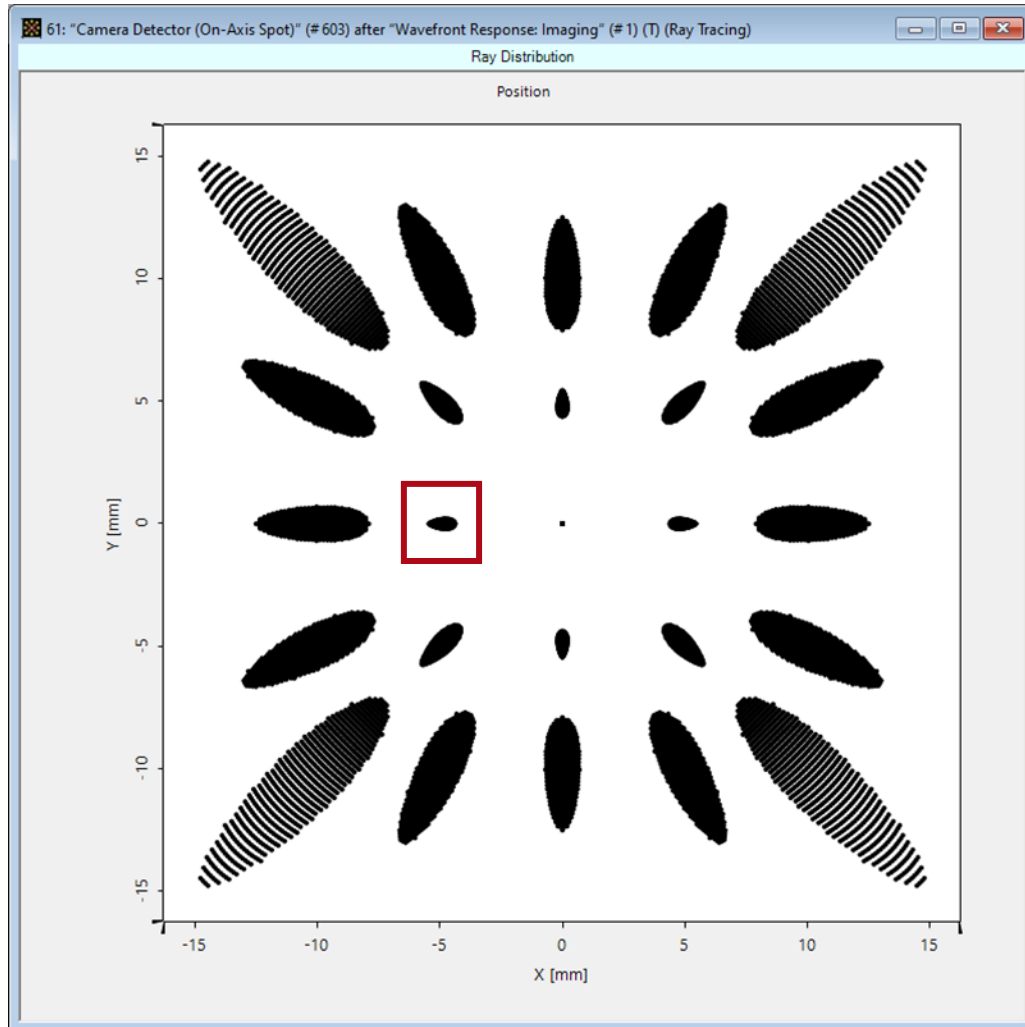 61: "Camera Detector (On-Axis Spot)" (# 603) after "Wavefront Response: Imaging" (# 1) (T) (Ray Tracing)
Ray Distribution
Position
15
10
5
0
-5
-10
-15
Y [mm]
-15 -10 -5 0 5 10 15
X [mm]